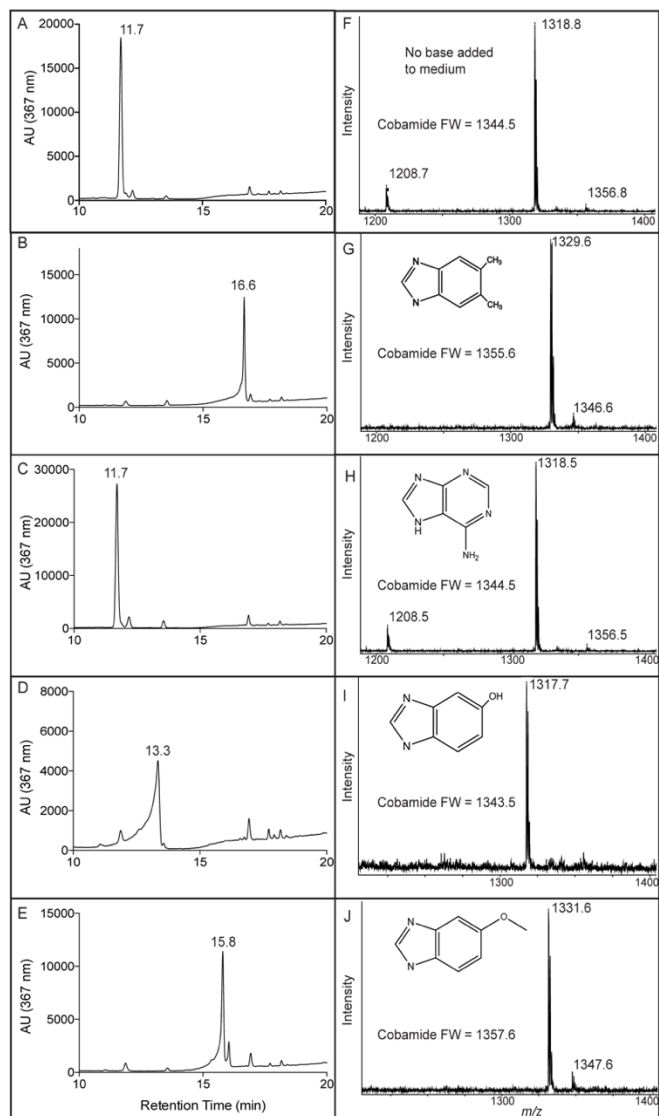 A
11.7
AU (367 nm)
20000
15000
10000
5000
0
10
15
20
F
1318.8
No base added
to medium
Cobamide FW = 1344.5
1208.7
1356.8
Intensity
1200
1300
1400
B
16.6
AU (367 nm)
15000
10000
5000
0
10
15
20
G
1329.6
N
N
CH₃
CH₃
Cobamide FW = 1355.6
1346.6
Intensity
1200
1300
1400
C
11.7
AU (367 nm)
30000
20000
10000
0
10
15
20
H
1318.5
N
N
N
N
H
NH₂
Cobamide FW = 1344.5
1208.5
1356.5
Intensity
1200
1300
1400
D
13.3
AU (367 nm)
8000
6000
4000
2000
0
10
15
20
I
1317.7
N
N
OH
Cobamide FW = 1343.5
Intensity
1300
1400
E
15.8
AU (367 nm)
15000
10000
5000
0
10
15
20
Retention Time (min)
J
1331.6
N
N
O
Cobamide FW = 1357.6
1347.6
Intensity
1300
1400
m/z